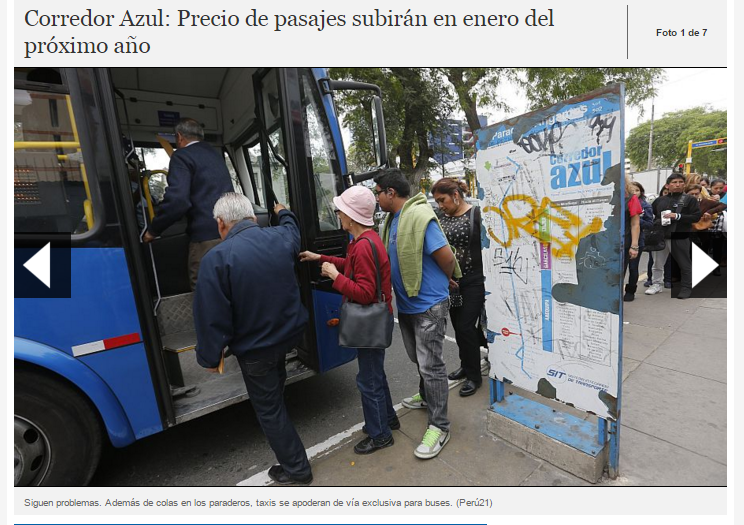 Corredor Azul: Precio de pasajes subirán en enero del
próximo año
Foto 1 de 7
corredor
azul
SIT
Siguen problemas. Además de colas en los paraderos, taxis se apoderan de vía exclusiva para buses. (Perú21)